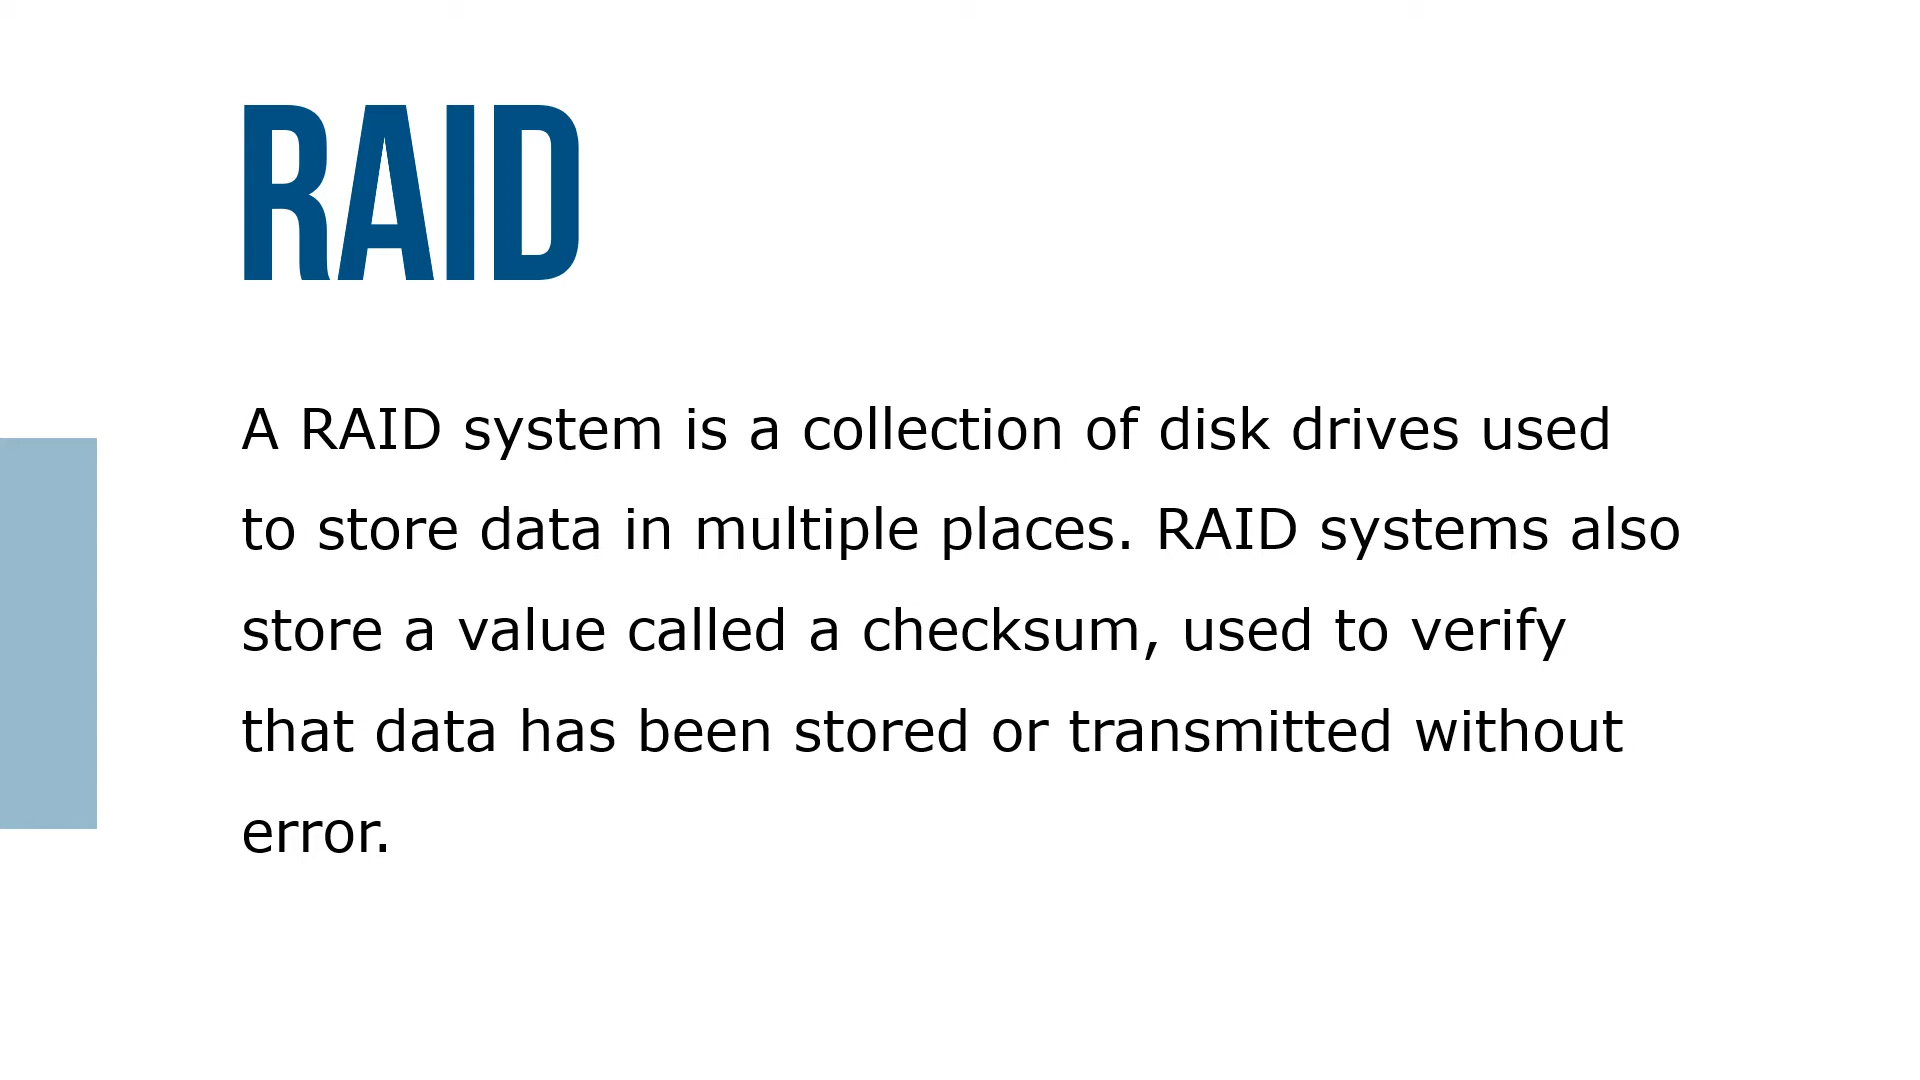 RAID
A RAID system is a collection of disk drives used
to store data in multiple places. RAID systems also
store a value called a checksum, used to verify
that data has been stored or transmitted without
error.